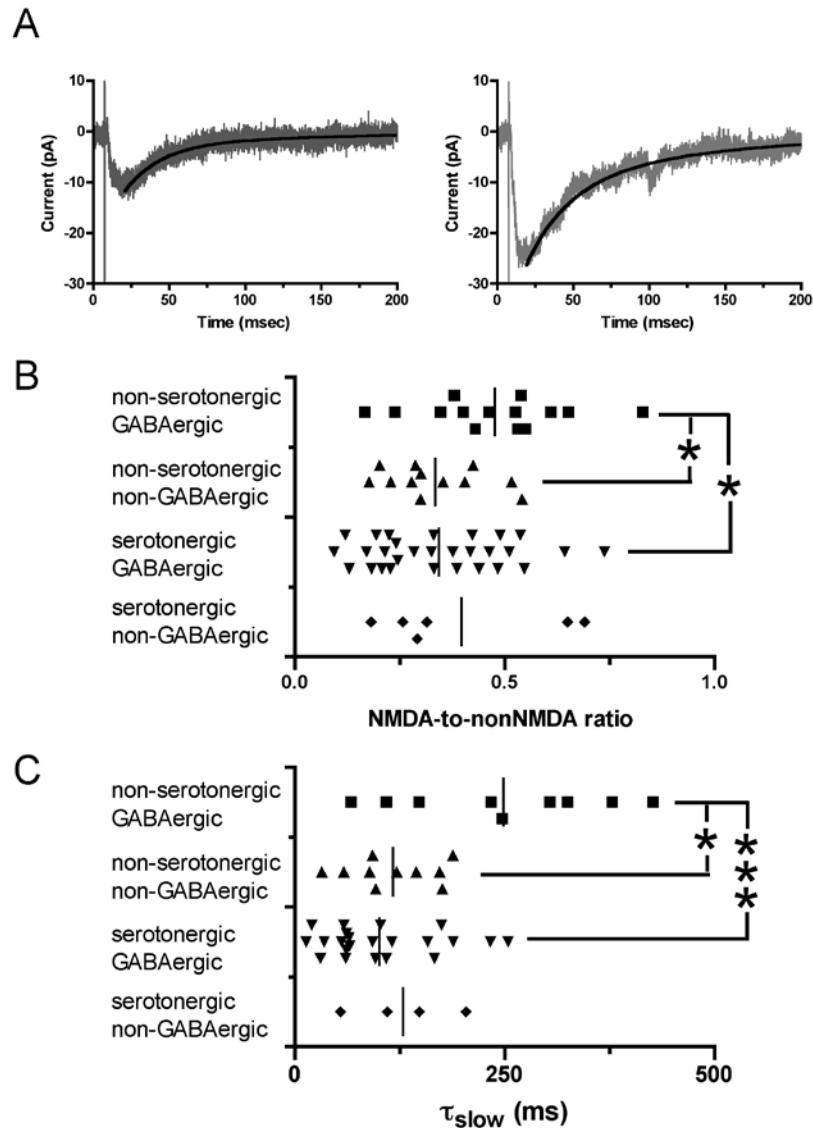 A
10
0
-10
-20
-30
Current (pA)
0
50
100
150
200
Time (msec)
10
0
-10
-20
-30
Current (pA)
0
50
100
150
200
Time (msec)
B
non-serotonergic
GABAergic
non-serotonergic
non-GABAergic
serotonergic
GABAergic
serotonergic
non-GABAergic
*
*
0.0
0.5
1.0
NMDA-to-nonNMDA ratio
C
non-serotonergic
GABAergic
non-serotonergic
non-GABAergic
serotonergic
GABAergic
serotonergic
non-GABAergic
*
*
*
*
0
250
500
τslow (ms)